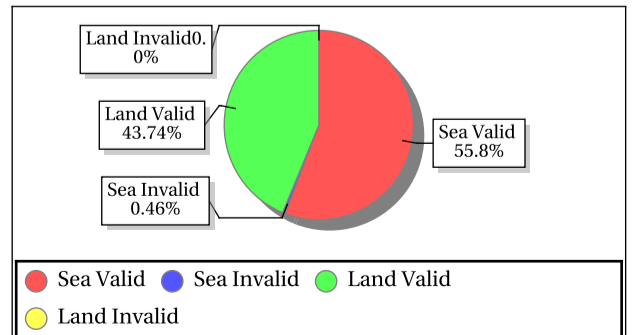 Land Invalid0.
0%
Land Valid
43.74%
Sea Valid
55.8%
Sea Invalid
0.46%
Sea Valid Sea Invalid Land Valid
Land Invalid